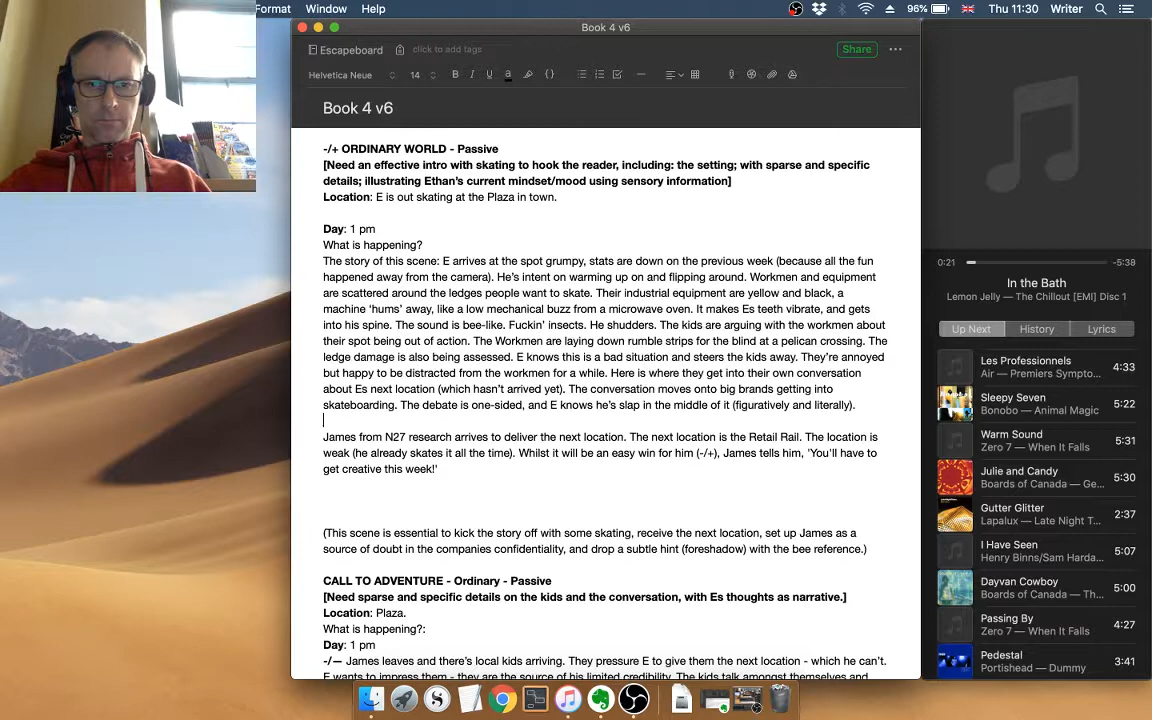 Format Window Help
96% Thu 11:30 Writer
Book 4 v6
Escapeboard click to add tags Share
Helvetica Neue 14 B I U a
Book 4 v6
-/+ ORDINARY WORLD - Passive
[Need an effective intro with skating to hook the reader, including: the setting; with sparse and specific
details; illustrating Ethan's current mindset/mood using sensory information]
Location: E is out skating at the Plaza in town.
Day: 1 pm
What is happening?
The story of this scene: E arrives at the spot grumpy, stats are down on the previous week (because all the fun
happened away from the camera). He's intent on warming up on and flipping around. Workmen and equipment
are scattered around the ledges people want to skate. Their industrial equipment are yellow and black, a
machine 'hums' away, like a low mechanical buzz from a microwave oven. It makes Es teeth vibrate, and gets
into his spine. The sound is bee-like. Fuckin' insects. He shudders. The kids are arguing with the workmen about
their spot being out of action. The Workmen are laying down rumble strips for the blind at a pelican crossing. The
ledge damage is also being assessed. E knows this is a bad situation and steers the kids away. They're annoyed
but happy to be distracted from the workmen for a while. Here is where they get into their own conversation
about Es next location (which hasn't arrived yet). The conversation moves onto big brands getting into
skateboarding. The debate is one-sided, and E knows he's slap in the middle of it (figuratively and literally).
James from N27 research arrives to deliver the next location. The next location is the Retail Rail. The location is
weak (he already skates it all the time). Whilst it will be an easy win for him (-/+), James tells him, 'You'll have to
get creative this week!'
(This scene is essential to kick the story off with some skating, receive the next location, set up James as a
source of doubt in the companies confidentiality, and drop a subtle hint (foreshadow) with the bee reference.)
CALL TO ADVENTURE - Ordinary - Passive
[Need sparse and specific details on the kids and the conversation, with Es thoughts as narrative.]
Location: Plaza.
What is happening?:
Day: 1 pm
-/— James leaves and there's local kids arriving. They pressure E to give them the next location - which he can't.
E wants to impress them - they are the source of his limited credibility. The kids talk amongst themselves and
0:21 -5:38
In the Bath
Lemon Jelly — The Chillout [EMI] Disc 1
Up Next History Lyrics
Les Professionnels
Air — Premiers Sympto... 4:33
Sleepy Seven
Bonobo — Animal Magic 5:22
Warm Sound
Zero 7 — When It Falls 5:31
Julie and Candy
Boards of Canada — Ge... 5:30
Gutter Glitter
Lapalux — Late Night T... 2:37
I Have Seen
Henry Binns/Sam Harda... 5:07
Dayvan Cowboy
Boards of Canada — Th... 5:00
Passing By
Zero 7 — When It Falls 4:27
Pedestal
Portishead — Dummy 3:41